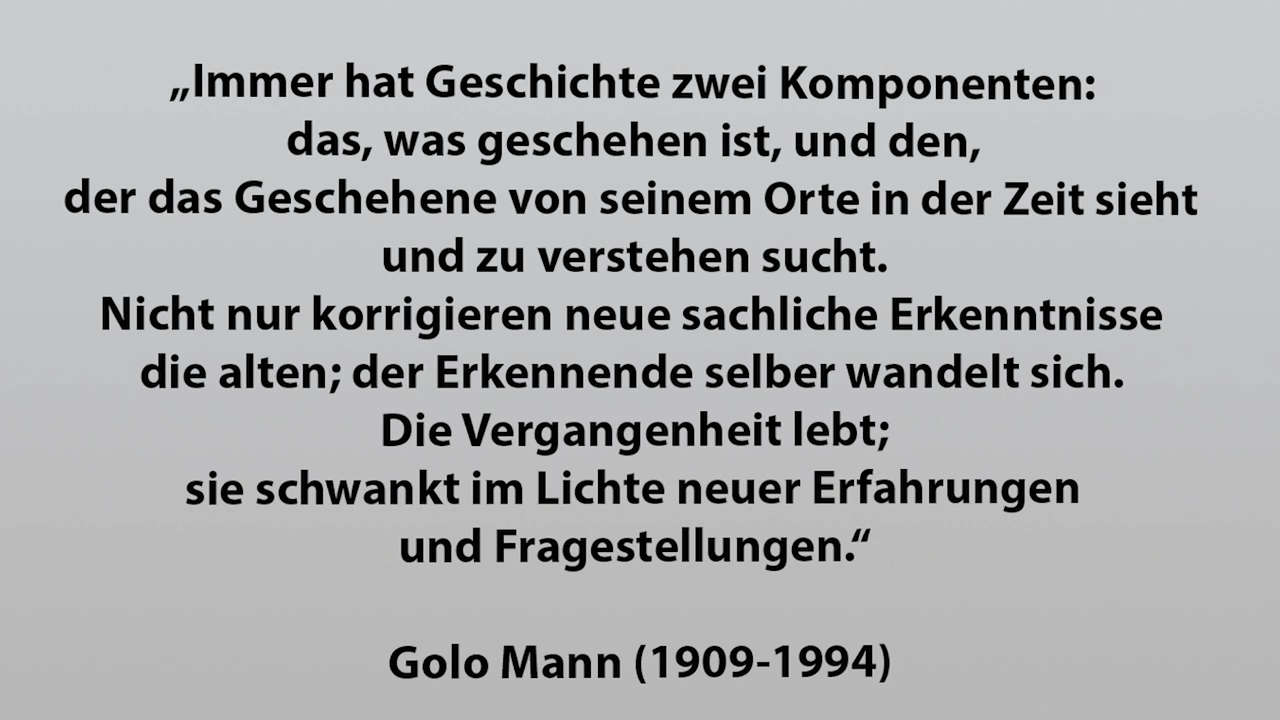 „Immer hat Geschichte zwei Komponenten:
das, was geschehen ist, und den,
der das Geschehene von seinem Orte in der Zeit sieht
und zu verstehen sucht.
Nicht nur korrigieren neue sachliche Erkenntnisse
die alten; der Erkennende selber wandelt sich.
Die Vergangenheit lebt;
sie schwankt im Lichte neuer Erfahrungen
und Fragestellungen.“
Golo Mann (1909-1994)